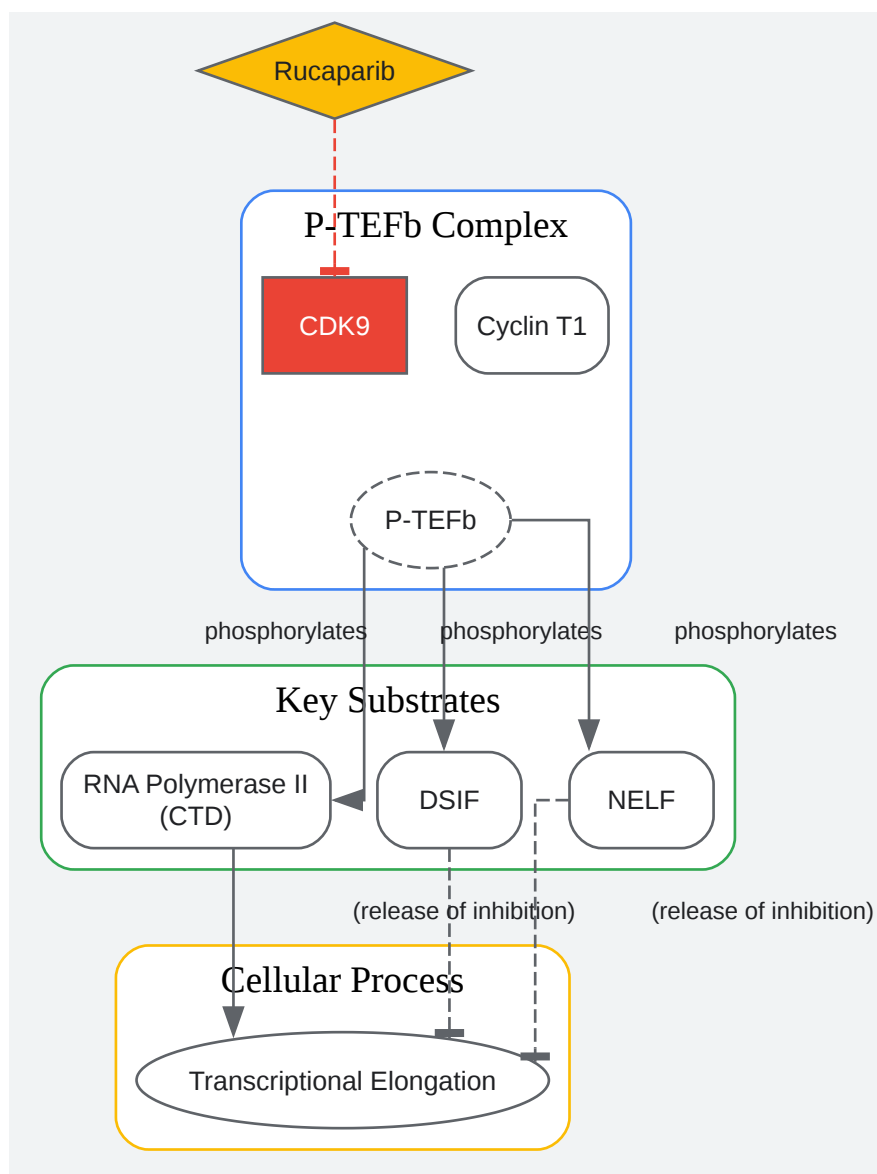 Rucaparib
P-TEFb Complex
CDK9
Cyclin T1
P-TEFb
phosphorylates
phosphorylates
phosphorylates
Key Substrates
RNA Polymerase II
(CTD)
DSIF
NELF
(release of inhibition)
(release of inhibition)
Cellular Process
Transcriptional Elongation